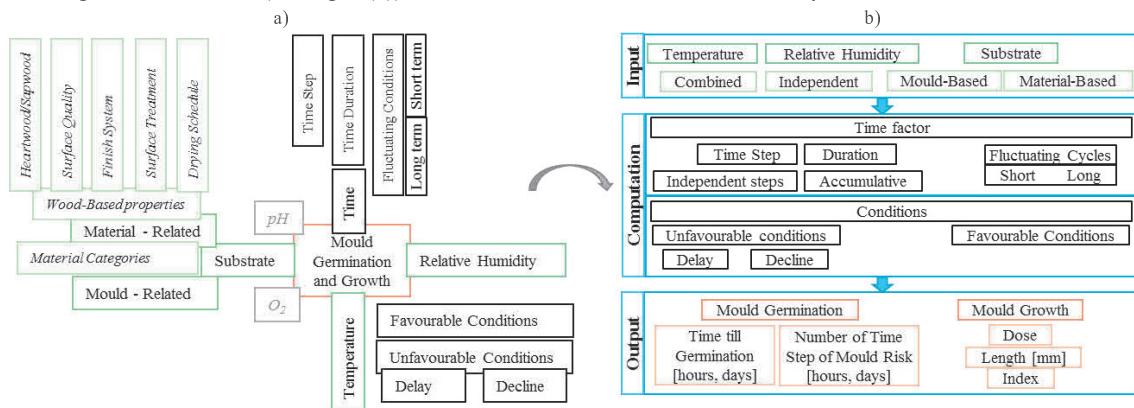 a)
Heartwood/Sapwood
Surface Quality
Finish System
Surface Treatment
Drying Schedule
Time Step
Time Duration
Fluctuating Conditions
Short term
Long term
Time
Wood-Based properties
Material - Related
Material Categories
Substrate
Mould - Related
pH
O2
Mould
Germination
and Growth
Relative Humidity
Temperature
Favourable Conditions
Unfavourable Conditions
Delay
Decline
b)
Input
Temperature
Relative Humidity
Substrate
Combined
Independent
Mould-Based
Material-Based
Computation
Time factor
Time Step
Duration
Fluctuating Cycles
Independent steps
Accumulative
Short Long
Conditions
Unfavourable conditions
Favourable Conditions
Delay
Decline
Output
Mould Germination
Mould Growth
Time till
Germination
[hours, days]
Number of Time
Step of Mould Risk
[hours, days]
Dose
Length [mm]
Index